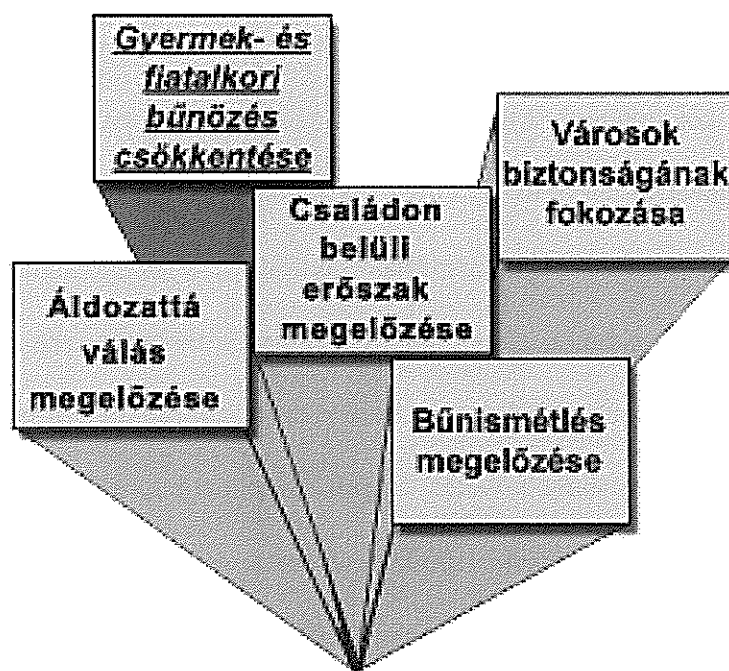 Gyermek- és
fiatalkori
bűnözés
csökkentése
Városok
biztonságának
fokozása
Családon
belüli
erőszak
megelőzése
Áldozattá
válás
megelőzése
Bűnismétlés
megelőzése